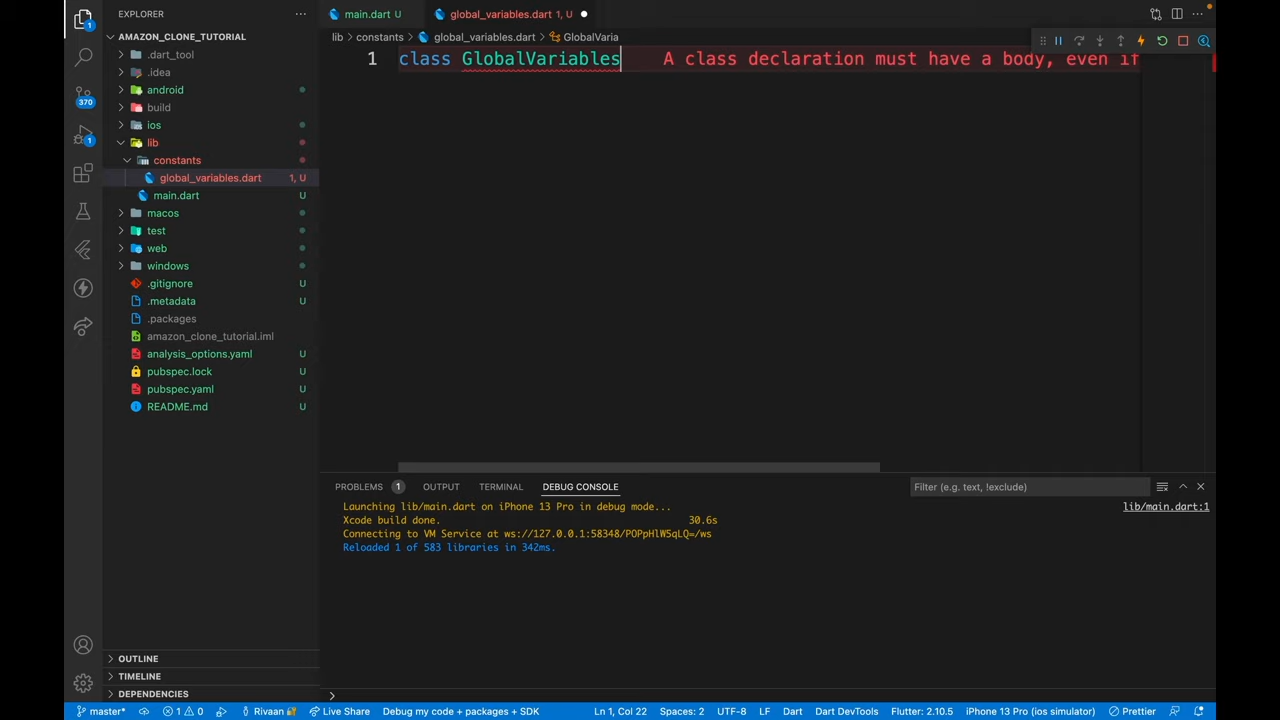 EXPLORER
AMAZON_CLONE_TUTORIAL
.dart_tool
.idea
android
build
ios
lib
constants
global_variables.dart 1, U
main.dart U
macos
test
web
windows
.gitignore U
.metadata U
.packages
amazon_clone_tutorial.iml
analysis_options.yaml U
pubspec.lock U
pubspec.yaml U
README.md U
OUTLINE
TIMELINE
DEPENDENCIES
1
370
1
main.dart U
global_variables.dart 1, U
lib > constants > global_variables.dart > GlobalVaria
1 class GlobalVariables A class declaration must have a body, even if
PROBLEMS 1 OUTPUT TERMINAL DEBUG CONSOLE
Filter (e.g. text, !exclude)
Launching lib/main.dart on iPhone 13 Pro in debug mode...
lib/main.dart:1
Xcode build done. 30.6s
Connecting to VM Service at ws://127.0.0.1:58348/POPpHlW5qLQ=/ws
Reloaded 1 of 583 libraries in 342ms.
>
master* 1 0 Rivaan Live Share Debug my code + packages + SDK Ln 1, Col 22 Spaces: 2 UTF-8 LF Dart Dart DevTools Flutter: 2.10.5 iPhone 13 Pro (ios simulator) Prettier